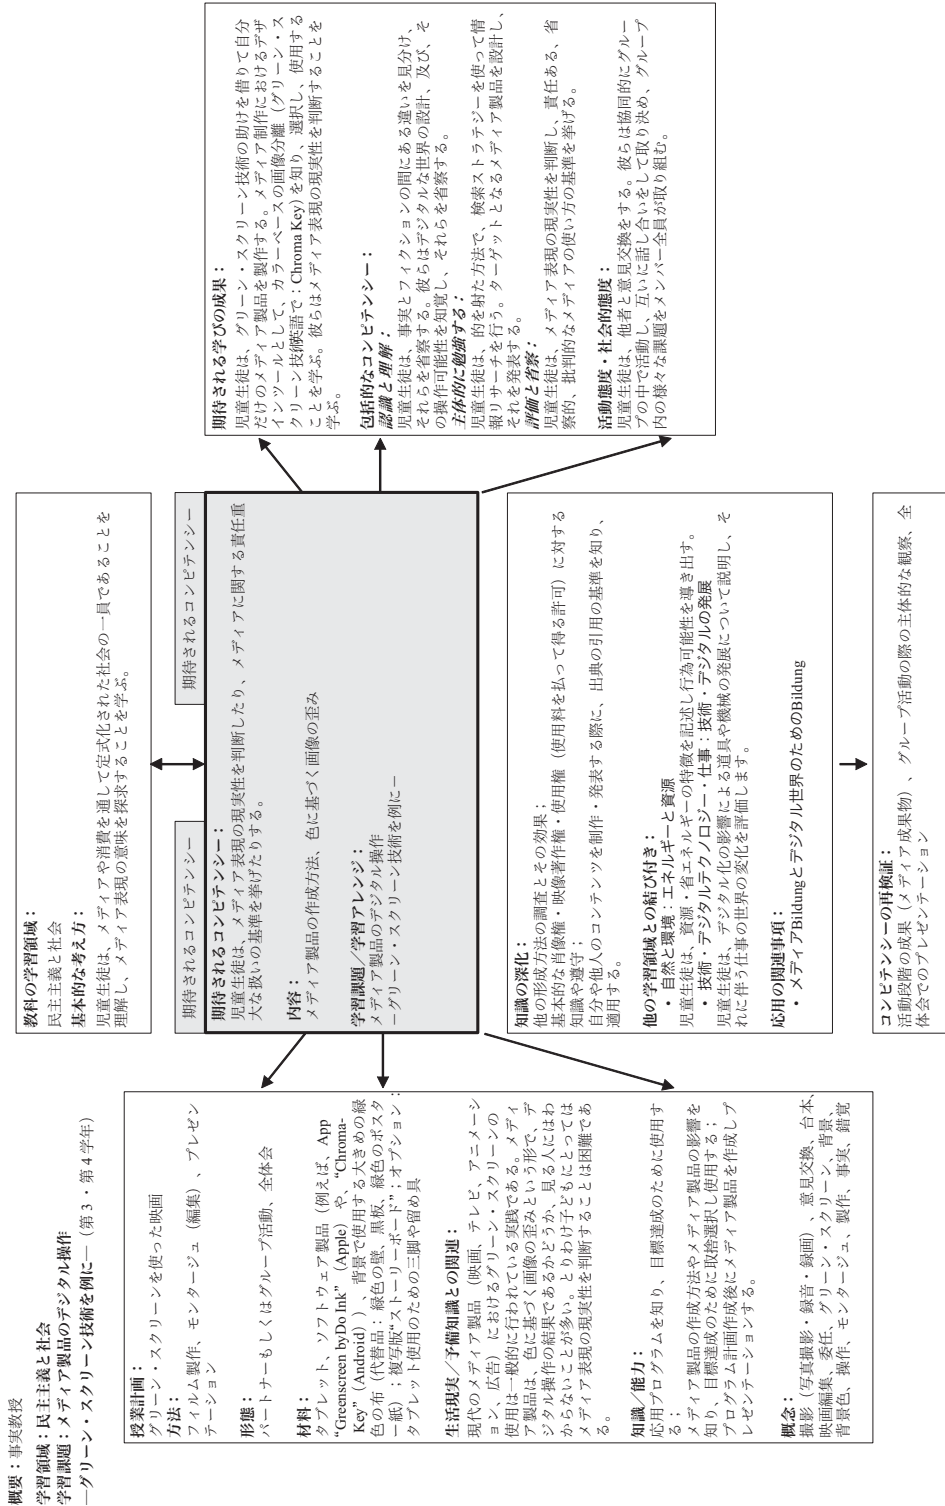 概要：事実教授
学習領域：民主主義と社会
学習課題：メディア製品のデジタル操作
―グリーン・スクリーン技術を例に―（第３・第４学年）
授業計画：
グリーン・スクリーンを使った映画
方法：
フィルム製作、モンタージュ（編集）、プレゼン
テーション
形態：
パートナーもしくはグループ活動、全体会
材料：
タブレット、ソフトウェア製品（例えば、App
“Greenscreen byDo Ink”（Apple）や、“Chroma-
Key”（Android））、背景で使用する大きめの緑
色の布（代替品：緑色の壁、黒板、緑色のポスタ
ー紙）；複写版“ストーリーボード”；オプション：
タブレット使用のための三脚や留め具
生活現実／予備知識との関連：
現代のメディア製品（映画、テレビ、アニメーシ
ョン、広告）におけるグリーン・スクリーンの
使用は一般的に行われている実践である。メディ
ア製品は、色に基づく画像の歪みという形で、デ
ジタル操作の結果であるかどうか、見る人にはわ
からないことが多い。とりわけ子どもにとっては
メディア表現の現実性を判断することは困難であ
る。
知識／能力：
応用プログラムを知り、目標達成のために使用す
る；
メディア製品の作成方法やメディア製品の影響を
知り、目標達成のために取捨選択し使用する；
プログラム計画作成後にメディア製品を作成しプ
レゼンテーションする。
概念：
撮影（写真撮影・録音・録画）、意見交換、台本、
映画編集、委任、グリーン・スクリーン、背景、
背景色、操作、モンタージュ、製作、事実、錯覚
教科の学習領域：
民主主義と社会
基本的な考え方：
児童生徒は、メディアや消費を通して定式化された社会の一員であることを
理解し、メディア表現の意味を探求することを学ぶ。
期待されるコンピテンシー
期待されるコンピテンシー
期待されるコンピテンシー：
児童生徒は、メディア表現の現実性を判断したり、メディアに関する責任重
大な扱いの基準を挙げたりする。
内容：
メディア製品の作成方法、色に基づく画像の歪み
学習課題／学習アレンジ：
メディア製品のデジタル操作
－グリーン・スクリーン技術を例に－
知識の深化：
他の形成方法の調査とその効果；
基本的な肖像権・映像著作権・使用権（使用料を払って得る許可）に対する
知識や遵守；
自分や他人のコンテンツを制作・発表する際に、出典の引用の基準を知り、
適用する。
他の学習領域との結び付き：
• 自然と環境：エネルギーと資源
児童生徒は、資源・省エネルギーの特徴を記述し行為可能性を導き出す。
• 技術・デジタルテクノロジー・仕事：技術・デジタルの発展
児童生徒は、デジタル化の影響による道具や機械の発展について説明し、そ
れに伴う仕事の世界の変化を評価します。
応用の関連事項：
• メディアBildungとデジタル世界のためのBildung
コンピテンシーの再検証：
活動段階の成果（メディア成果物）、グループ活動の際の主体的な観察、全
体会でのプレゼンテーション
期待される学びの成果：
児童生徒は、グリーン・スクリーン技術の助けを借りて自分
だけのメディア製品を製作する。メディア制作におけるデザ
インツールとして、カラーベースの画像分離（グリーン・ス
クリーン技術英語で：Chroma Key)を知り、選択し、使用する
ことを学ぶ。彼らはメディア表現の現実性を判断することを
学ぶ。
包括的なコンピテンシー：
認識と理解：
児童生徒は、事実とフィクションの間にある違いを見分け、
それらを省察する。彼らはデジタルな世界の設計、及び、そ
の操作可能性を知覚し、それらを省察する。
主体的に勉強する：
児童生徒は、的を射た方法で、検索ストラテジーを使って情
報リサーチを行う。ターゲットとなるメディア製品を設計し、
それを発表する。
評価と省察：
児童生徒は、メディア表現の現実性を判断し、責任ある、省
察的、批判的なメディアの使い方の基準を挙げる。
活動態度・社会的態度：
児童生徒は、他者と意見交換をする。彼らは協同的にグルー
プの中で活動し、互いに話し合いをして取り決め、グループ
内の様々な課題をメンバー全員が取り組む。